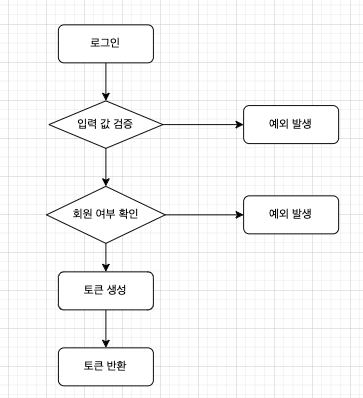 로그인
입력 값 검증
예외 발생
회원 여부 확인
예외 발생
토큰 생성
토큰 반환